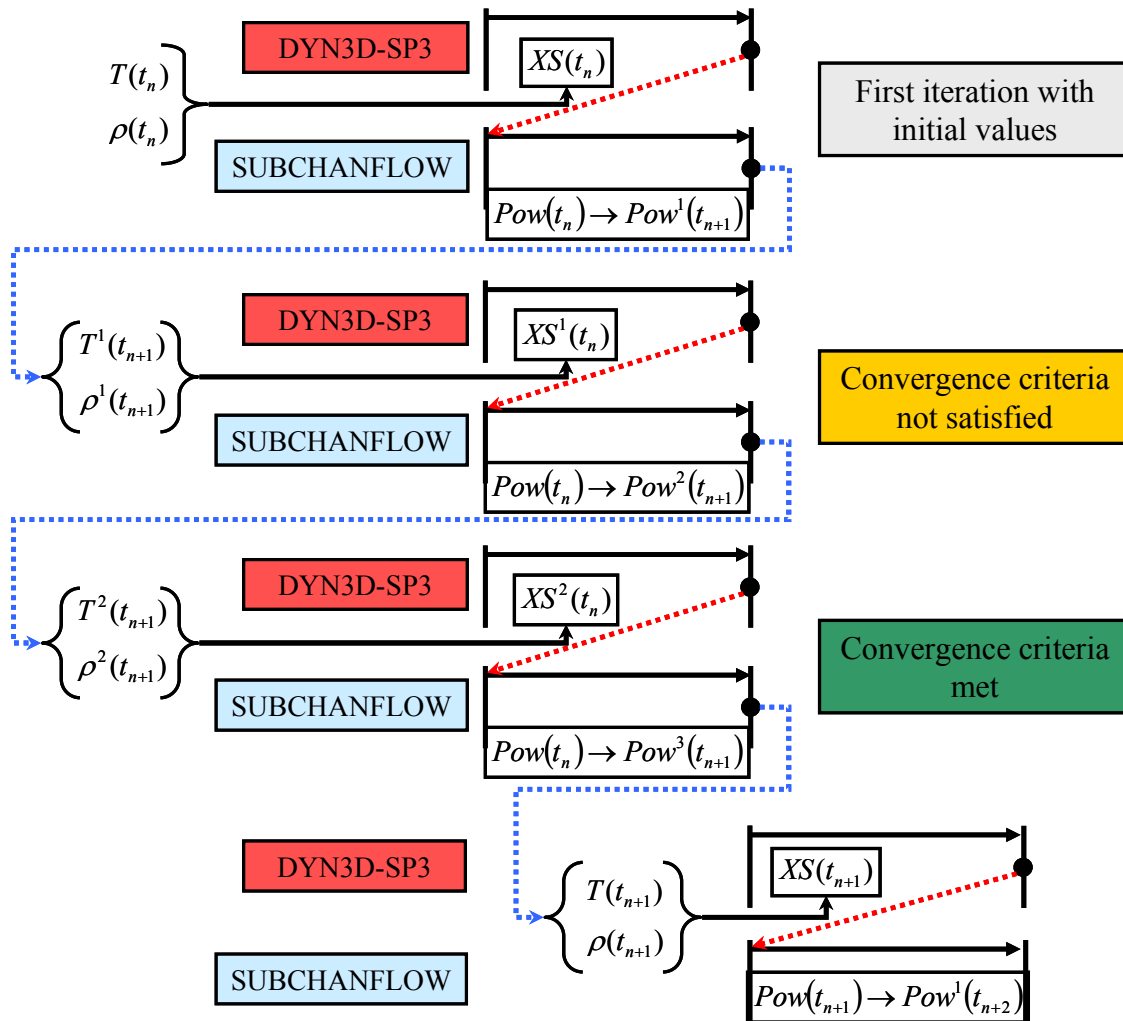 DYN3D-SP3
T(tₙ)
ρ(tₙ)
XS(tₙ)
SUBCHANFLOW
Pow(tₙ) → Pow¹(tₙ₊₁)
First iteration with
initial values
DYN3D-SP3
T¹(tₙ₊₁)
ρ¹(tₙ₊₁)
XS¹(tₙ)
SUBCHANFLOW
Pow(tₙ) → Pow²(tₙ₊₁)
Convergence criteria
not satisfied
DYN3D-SP3
T²(tₙ₊₁)
ρ²(tₙ₊₁)
XS²(tₙ)
SUBCHANFLOW
Pow(tₙ) → Pow³(tₙ₊₁)
Convergence criteria
met
DYN3D-SP3
T(tₙ₊₁)
ρ(tₙ₊₁)
XS(tₙ₊₁)
SUBCHANFLOW
Pow(tₙ₊₁) → Pow¹(tₙ₊₂)